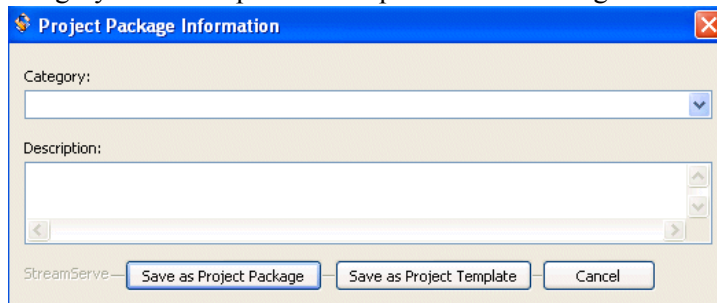 Project Package Information
Category:
Description:
StreamServe
Save as Project Package
Save as Project Template
Cancel